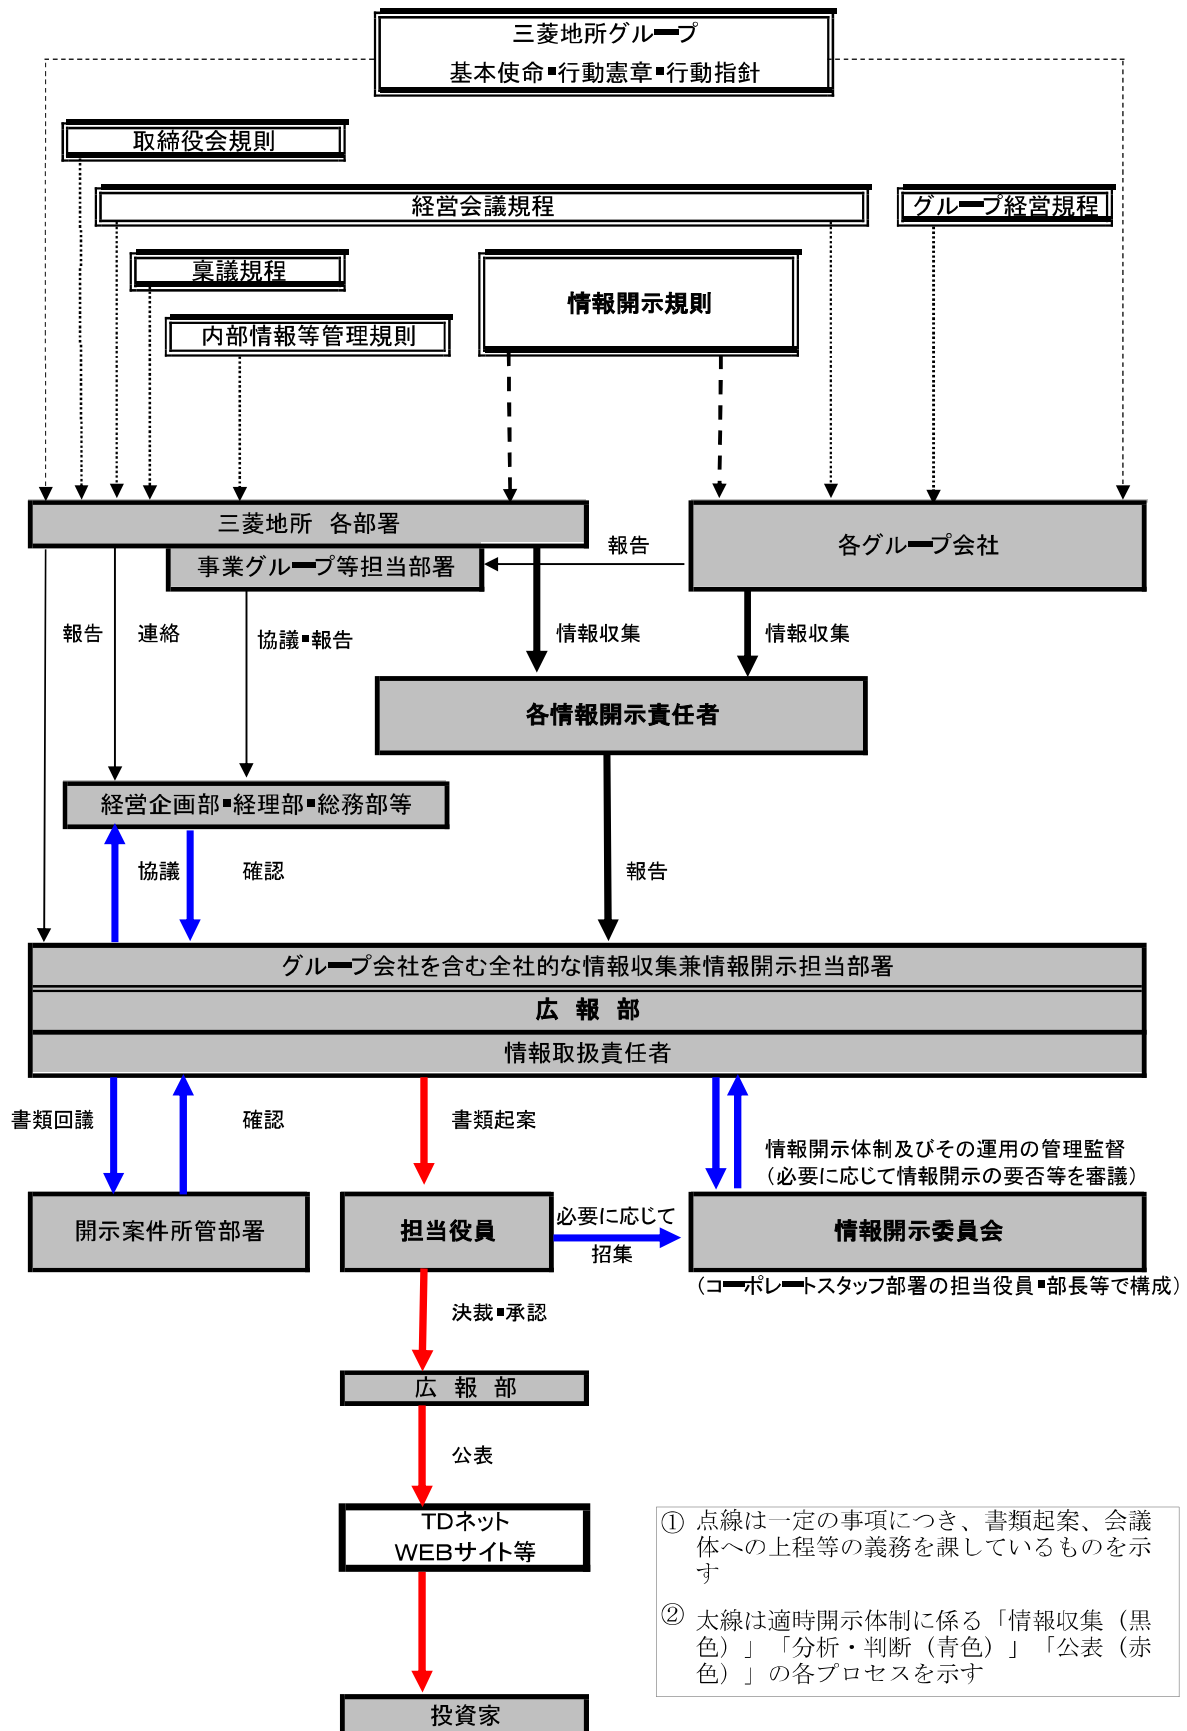 三菱地所グループ
基本使命・行動憲章・行動指針
取締役会規則
経営会議規程
グループ経営規程
稟議規程
情報開示規則
内部情報等管理規則
三菱地所 各部署
事業グループ等担当部署
報告
各グループ会社
報告
連絡
協議・報告
情報収集
情報収集
各情報開示責任者
経営企画部・経理部・総務部等
協議
確認
報告
グループ会社を含む全社的な情報収集兼情報開示担当部署
広 報 部
情報取扱責任者
書類回議
確認
書類起案
情報開示体制及びその運用の管理監督
（必要に応じて情報開示の要否等を審議）
開示案件所管部署
担当役員
必要に応じて
招集
情報開示委員会
（コーポレートスタッフ部署の担当役員・部長等で構成）
決裁・承認
広 報 部
公表
TDネット
WEBサイト等
投資家
① 点線は一定の事項につき、書類起案、会議
体への上程等の義務を課しているものを示
す
② 太線は適時開示体制に係る「情報収集（黒
色）」「分析・判断（青色）」「公表（赤
色）」の各プロセスを示す